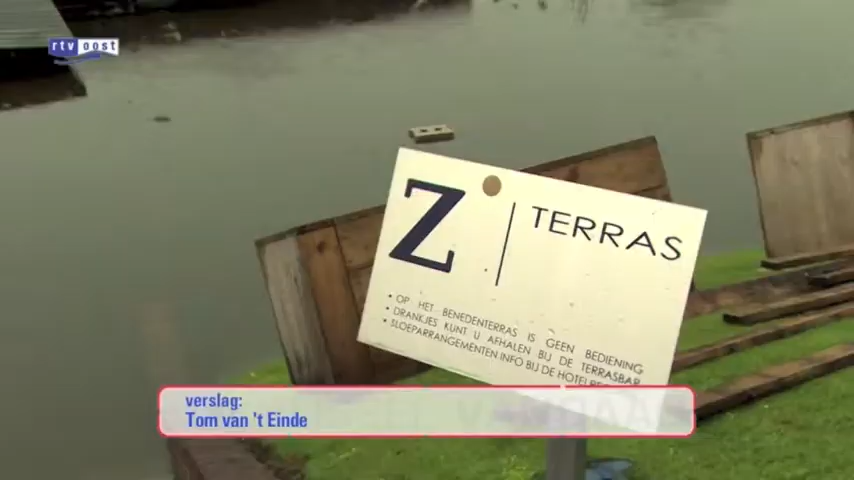 rtv oost
Z
TERRAS
• OP HET BENEDENTERRAS IS GEEN BEDIENING
• DRANKJES KUNT U AFHALEN BIJ DE TERRASBAR
• SLOEPARRANGEMENTEN INFO BIJ DE
verslag:
Tom van 't Einde